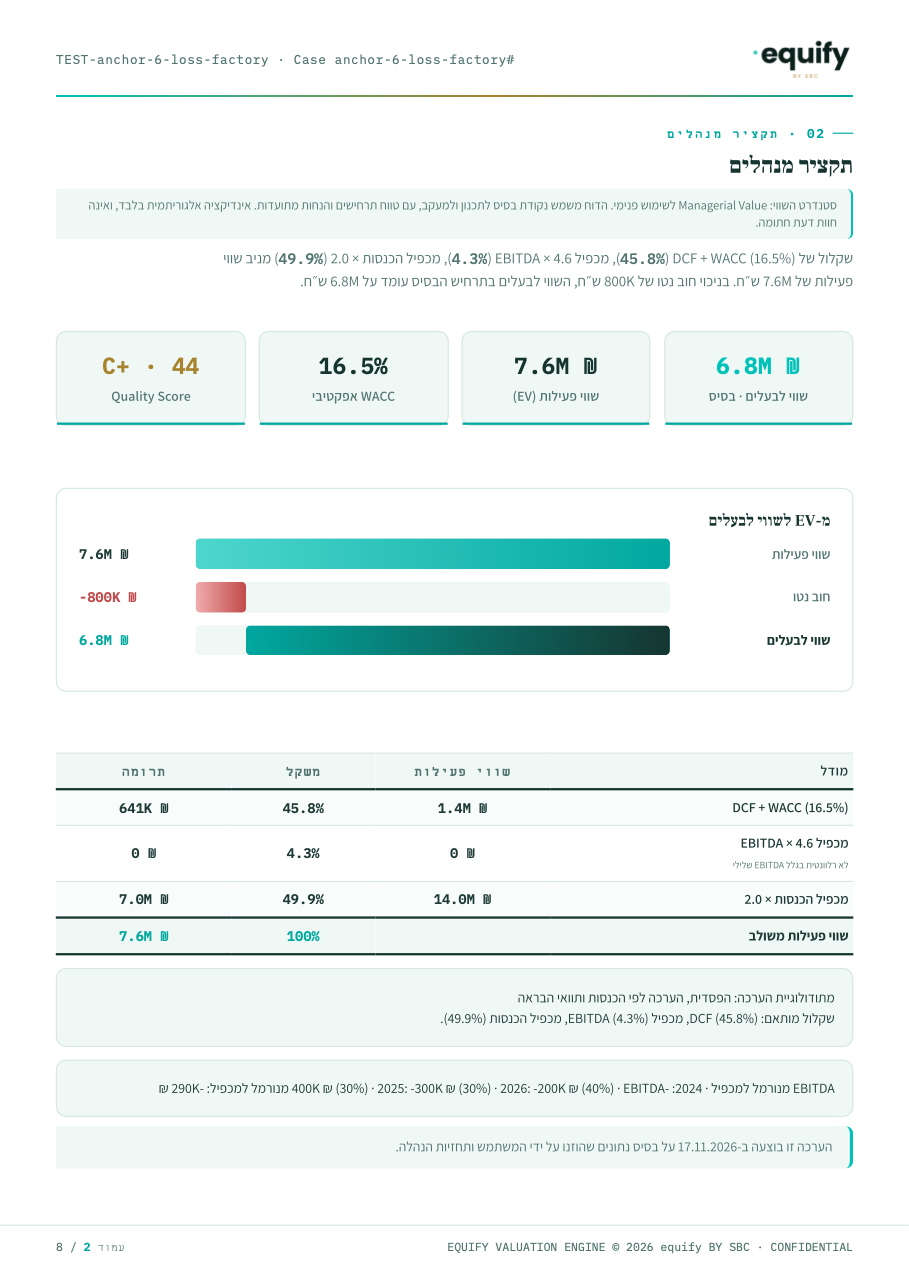 TEST-anchor-6-loss-factory · Case anchor-6-loss-factory#
equify
BY SBC
02 · תקציר מנהלים
תקציר מנהלים
סטנדרט השווי: Managerial Value לשימוש פנימי. הדוח משמש נקודת בסיס לתכנון ולמעקב, עם טווח תרחישים והנחות מתועדות. אינדיקציה אלגוריתמית בלבד, ואינה
חוות דעת חתומה.
שקלול של DCF + WACC (16.5%) (45.8%), מכפיל EBITDA × 4.6 (4.3%), מכפיל הכנסות × 2.0 (49.9%) מניב שווי
פעילות של 7.6M ש״ח. בניכוי חוב נטו של 800K ש״ח, השווי לבעלים בתרחיש הבסיס עומד על 6.8M ש״ח.
6.8M ₪
שווי לבעלים · בסיס
7.6M ₪
שווי פעילות (EV)
16.5%
WACC אפקטיבי
C+ · 44
Quality Score
מ-EV לשווי לבעלים
שווי פעילות 7.6M ₪
חוב נטו -800K ₪
שווי לבעלים 6.8M ₪
מודל שווי פעילות משקל תרומה
DCF + WACC (16.5%) 1.4M ₪ 45.8% 641K ₪
מכפיל EBITDA × 4.6 0 ₪ 4.3% 0 ₪
לא רלוונטית בגלל EBITDA שלילי
מכפיל הכנסות × 2.0 14.0M ₪ 49.9% 7.0M ₪
שווי פעילות משולב 100% 7.6M ₪
מתודולוגיית הערכה: הפסדית, הערכה לפי הכנסות ותוואי הבראה
שקלול מותאם: DCF (45.8%), מכפיל EBITDA (4.3%), מכפיל הכנסות (49.9%).
EBITDA מנורמל למכפיל · 2024: -EBITDA · 2026: -200K ₪ (40%) · 2025: -300K ₪ (30%) · 400K ₪ (30%) מנורמל למכפיל: -290K ₪
הערכה זו בוצעה ב-17.11.2026 על בסיס נתונים שהוזנו על ידי המשתמש ותחזיות הנהלה.
EQUIFY VALUATION ENGINE © 2026 equify BY SBC · CONFIDENTIAL
עמוד 2 / 8